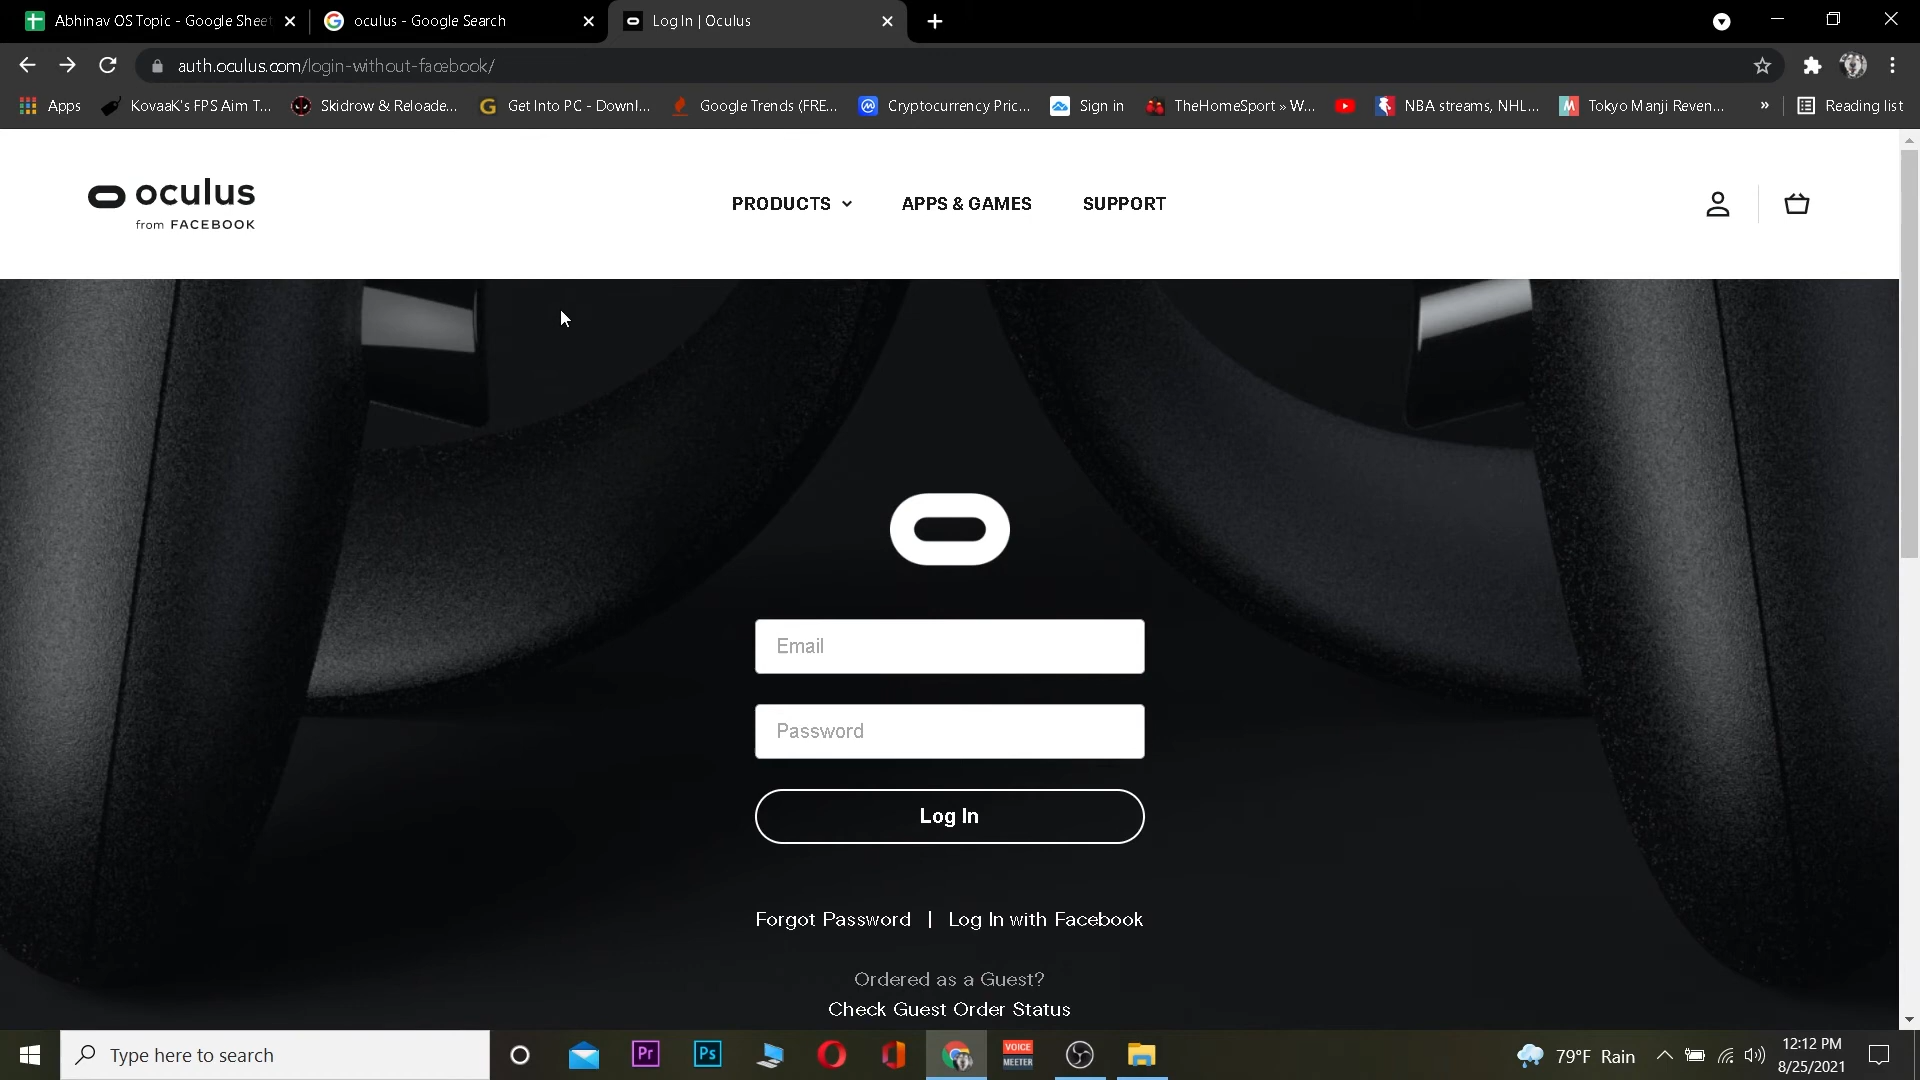 Abhinav OS Topic - Google Sheet
oculus - Google Search
Log In | Oculus
auth.oculus.com/login-without-facebook/
Apps
KovaaK's FPS Aim T...
Skidrow & Reloade...
Get Into PC - Downl...
Google Trends (FRE...
Cryptocurrency Pric...
Sign in
TheHomeSport » W...
NBA streams, NHL...
Tokyo Manji Reven...
»
Reading list
oculus
from FACEBOOK
PRODUCTS
APPS & GAMES
SUPPORT
Email
Password
Log In
Forgot Password | Log In with Facebook
Ordered as a Guest?
Check Guest Order Status
Type here to search
Pr
Ps
VOICE
MEETER
79°F Rain
12:12 PM
8/25/2021